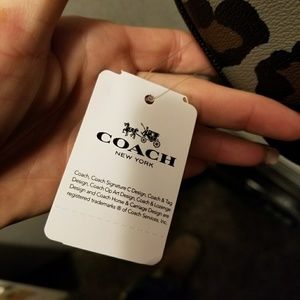 COACH
NEW YORK
Coach, Coach Signature C Design, Coach & Tag
Design, Coach Op Art Design, Coach & Lozenge
Design and Coach Horse & Carriage Design are
registered trademarks ® of Coach Services, Inc.